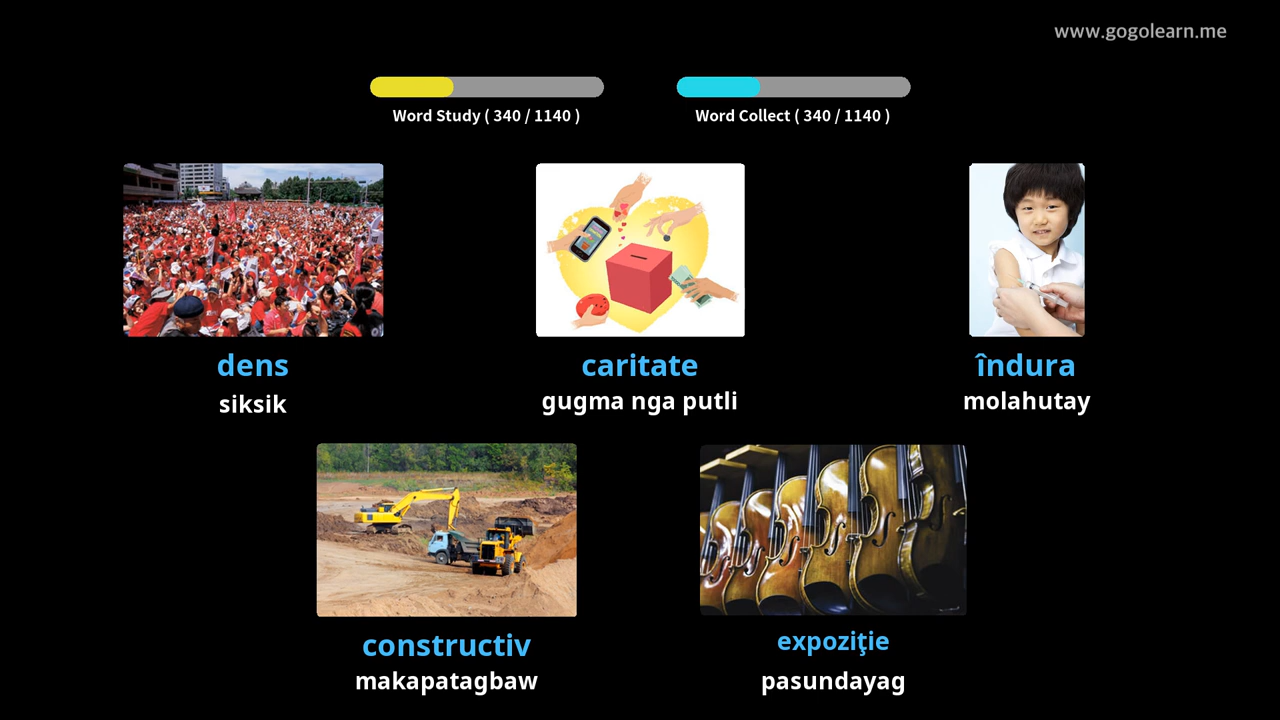 www.gogolearn.me
Word Study ( 340 / 1140 )
Word Collect ( 340 / 1140 )
dens
siksik
caritate
gugma nga putli
îndura
molahutay
constructiv
makapatagbaw
expoziţie
pasundayag